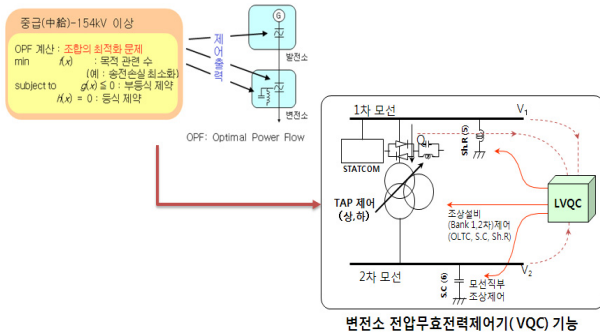 중급(中給)-154kV 이상
OPF 계산 : 조합의 최적화 문제
min f(x) : 목적 관련 수
(예 : 송전손실 최소화)
subject to g(x) ≦ 0 : 부등식 제약
h(x) = 0 : 등식 제약
제어출력
G
발전소
변전소
OPF: Optimal Power Flow
1차 모선
V1
Sh.R (5)
STATCOM
TAP 제어
(상,하)
조상설비
(Bank 1,2차)제어
(OLTC, S.C, Sh.R)
LVQC
2차 모선
V2
S.C (6)
모선직부
조상제어
변전소 전압무효전력제어기( VQC) 기능